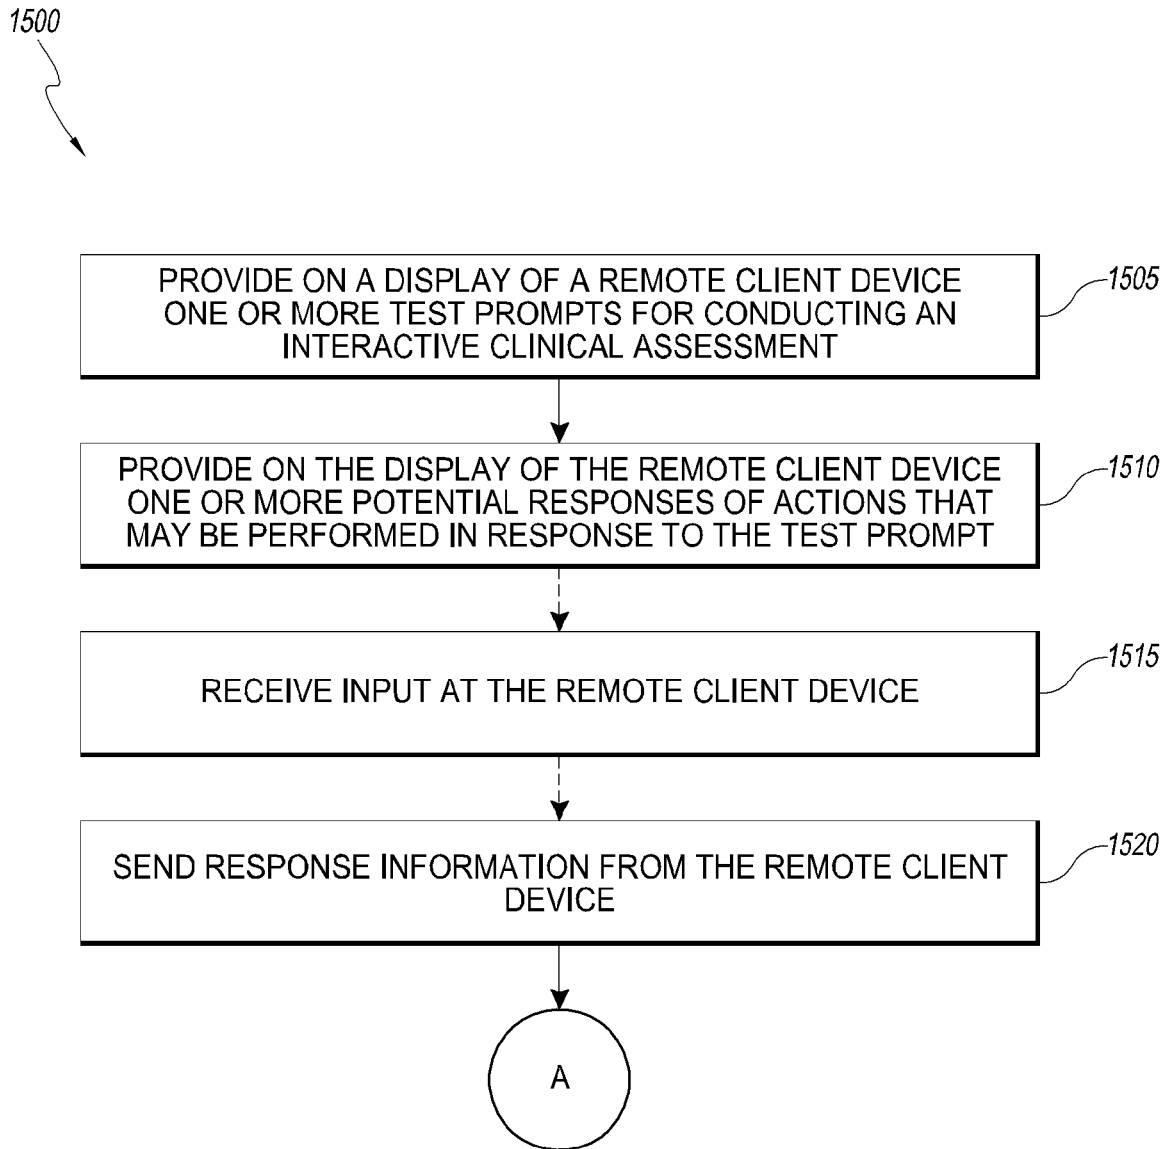 1500
PROVIDE ON A DISPLAY OF A REMOTE CLIENT DEVICE
ONE OR MORE TEST PROMPTS FOR CONDUCTING AN
INTERACTIVE CLINICAL ASSESSMENT
1505
PROVIDE ON THE DISPLAY OF THE REMOTE CLIENT DEVICE
ONE OR MORE POTENTIAL RESPONSES OF ACTIONS THAT
MAY BE PERFORMED IN RESPONSE TO THE TEST PROMPT
1510
RECEIVE INPUT AT THE REMOTE CLIENT DEVICE
1515
SEND RESPONSE INFORMATION FROM THE REMOTE CLIENT
DEVICE
1520
A